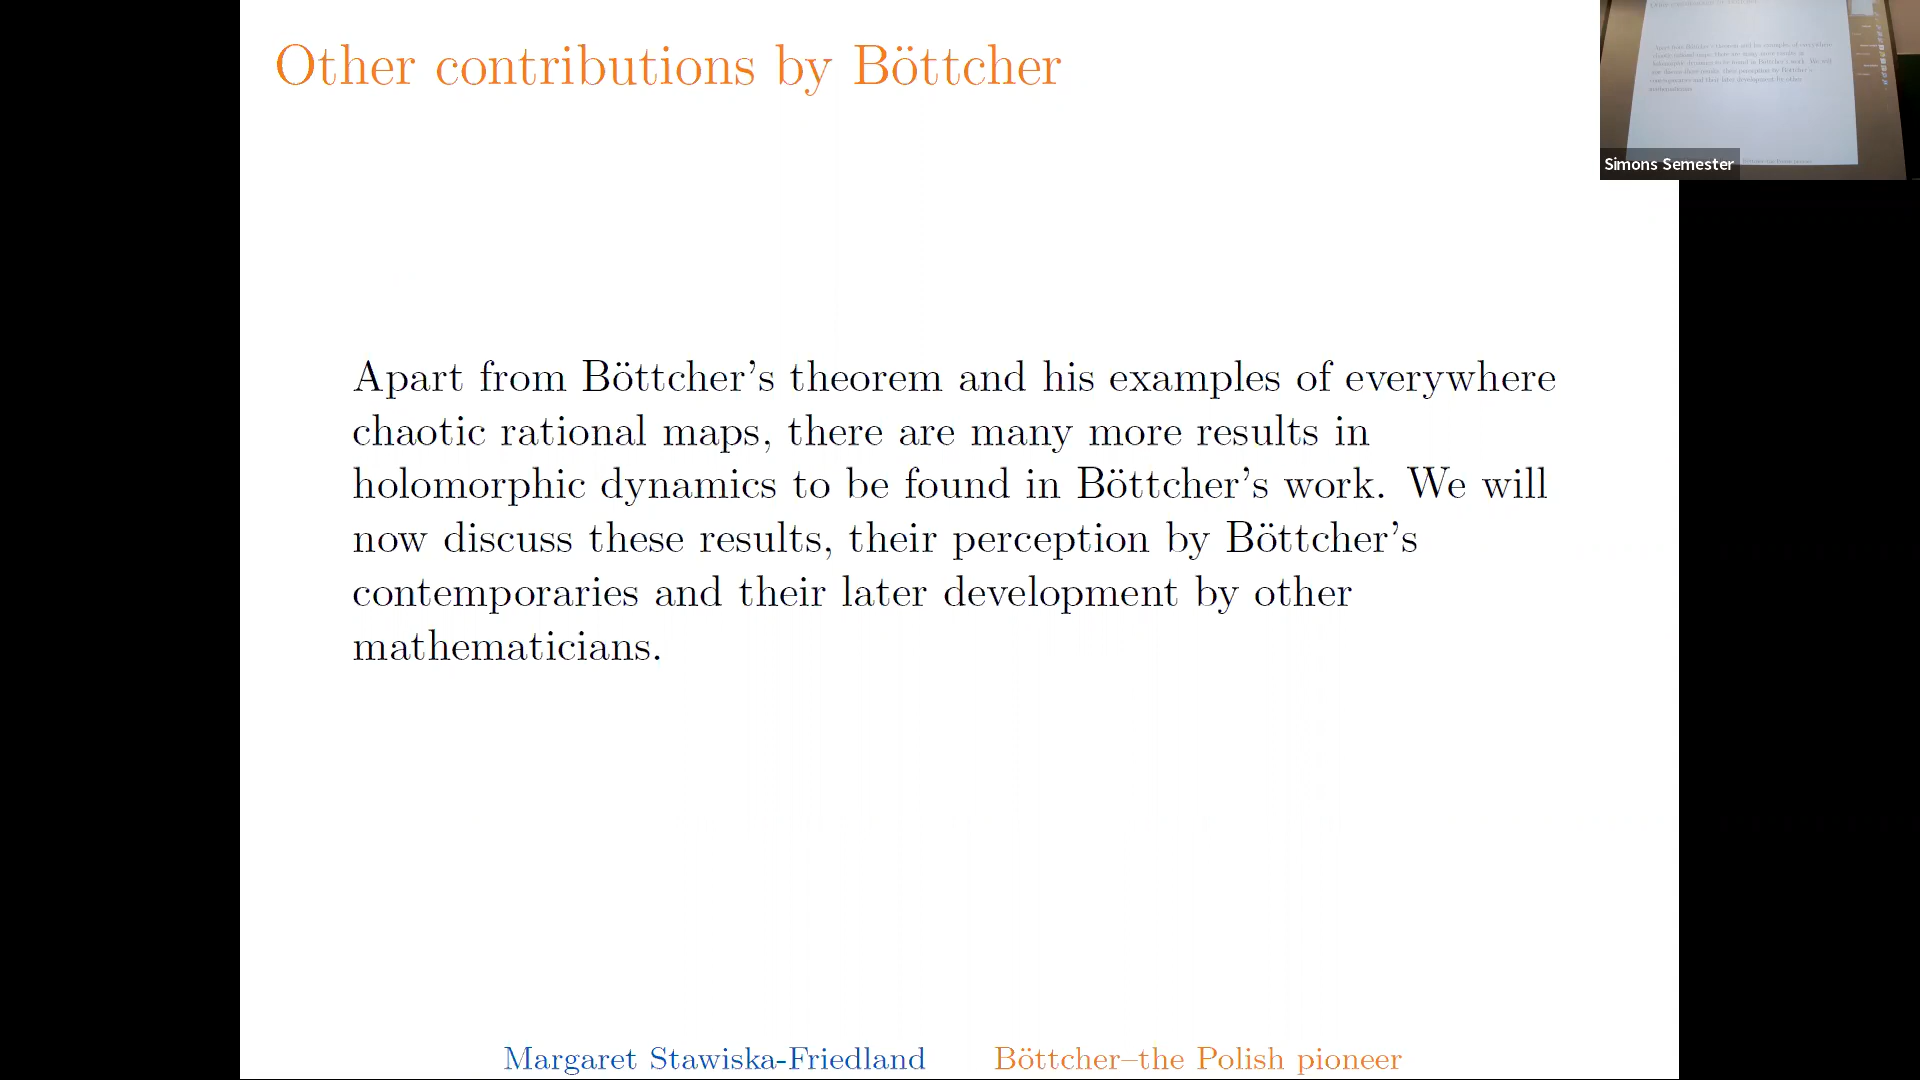 Other contributions by Böttcher
Apart from Böttcher's theorem and his examples of everywhere
chaotic rational maps, there are many more results in
holomorphic dynamics to be found in Böttcher's work. We will
now discuss these results, their perception by Böttcher's
contemporaries and their later development by other
mathematicians.
Simons Semester
Margaret Stawiska-Friedland
Böttcher–the Polish pioneer